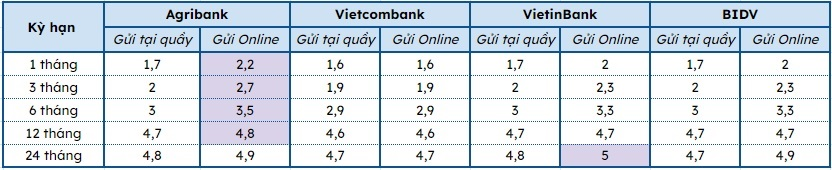 Kỳ hạn Agribank Vietcombank VietinBank BIDV
Gửi tại quầy Gửi Online Gửi tại quầy Gửi Online Gửi tại quầy Gửi Online Gửi tại quầy Gửi Online
1 tháng 1,7 2,2 1,6 1,6 1,7 2 1,7 2
3 tháng 2 2,7 1,9 1,9 2 2,3 2 2,3
6 tháng 3 3,5 2,9 2,9 3 3,3 3 3,3
12 tháng 4,7 4,8 4,6 4,6 4,7 4,7 4,7 4,7
24 tháng 4,8 4,9 4,7 4,7 4,8 5 4,7 4,9